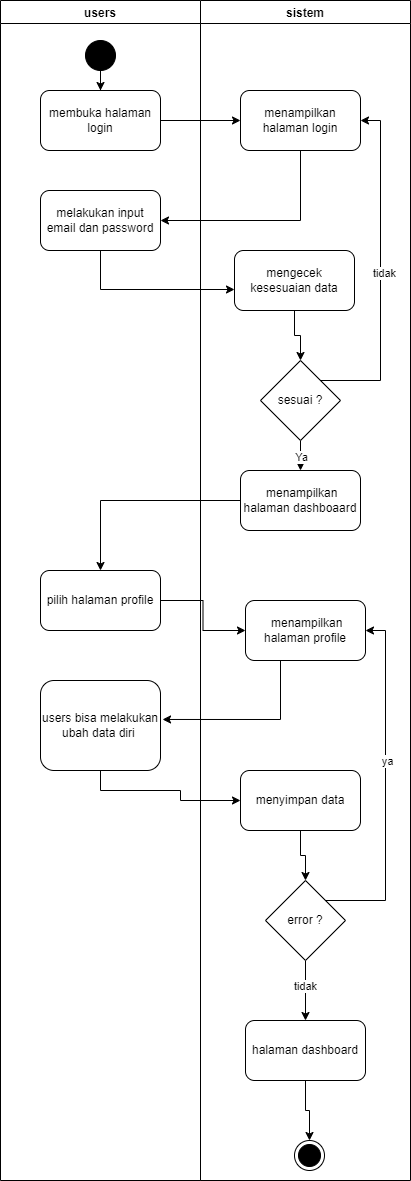 users
sistem
membuka halaman
login
menampilkan
halaman login
melakukan input
email dan password
mengecek
kesesuaian data
tidak
sesuai ?
Ya
menampilkan
halaman dashboaard
pilih halaman profile
menampilkan
halaman profile
users bisa melakukan
ubah data diri
ya
menyimpan data
error ?
tidak
halaman dashboard